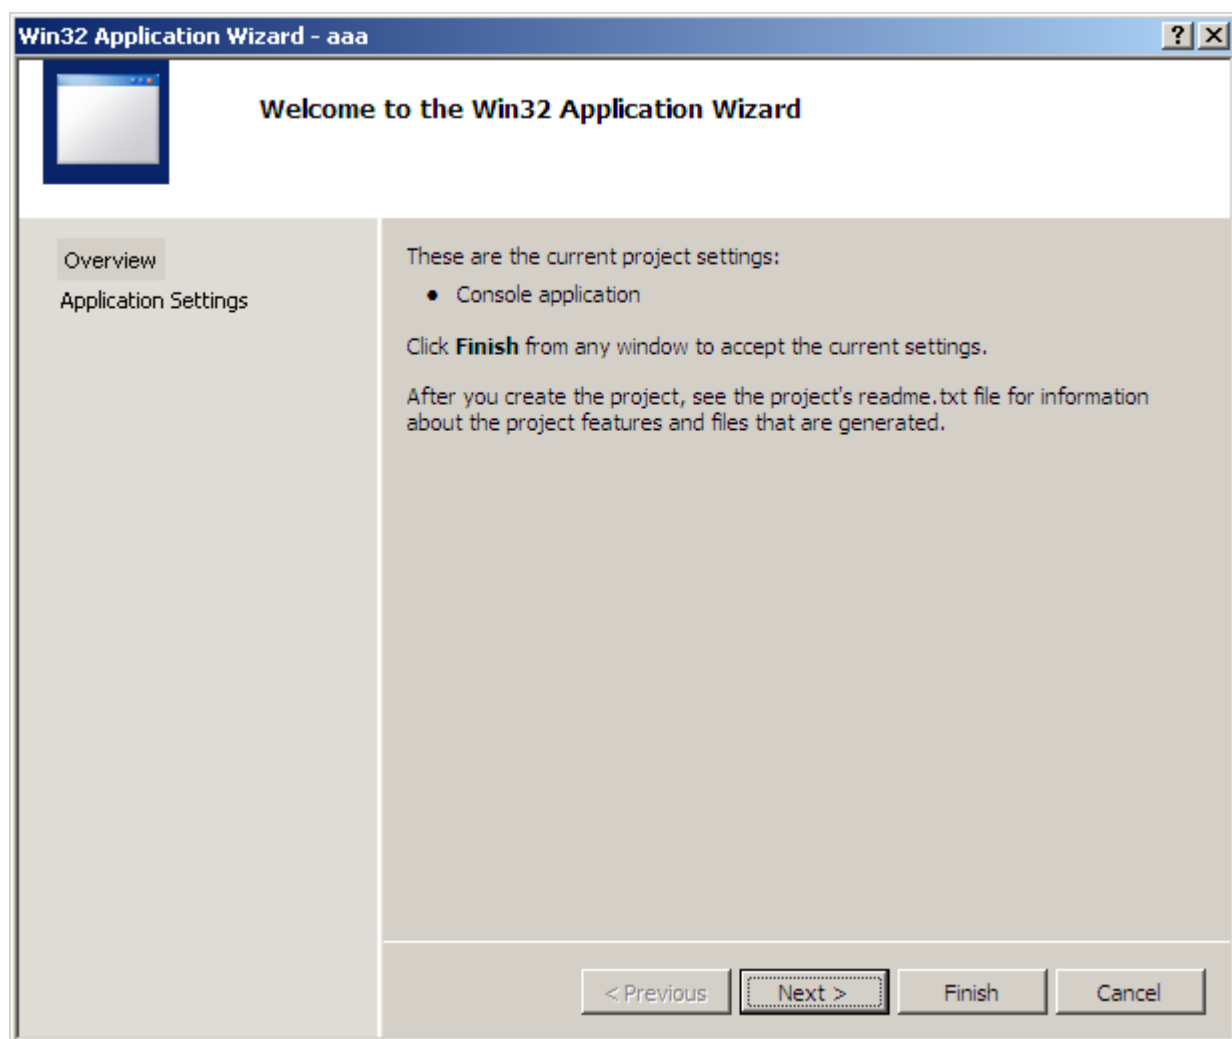 Win32 Application Wizard - aaa
Welcome to the Win32 Application Wizard
Overview
Application Settings
These are the current project settings:
• Console application
Click Finish from any window to accept the current settings.
After you create the project, see the project's readme.txt file for information
about the project features and files that are generated.
< Previous
Next >
Finish
Cancel